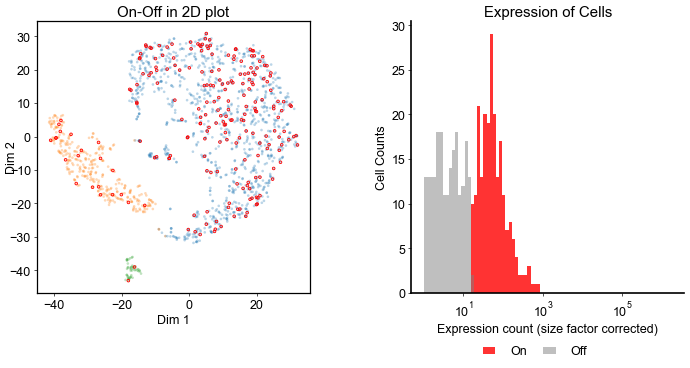 On-Off in 2D plot
30
20
10
0
−10
−20
−30
−40
Dim 2
−40
−20
0
20
Dim 1
Expression of Cells
30
25
20
15
10
5
0
Cell Counts
10^1
10^3
10^5
Expression count (size factor corrected)
On
Off